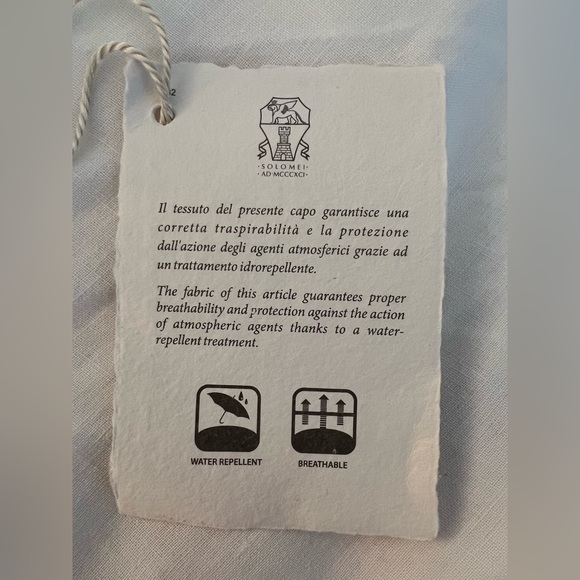 ·SOLOMEI·
·AD·MCCCXCI·
Il tessuto del presente capo garantisce una
corretta traspirabilità e la protezione
dall'azione degli agenti atmosferici grazie ad
un trattamento idrorepellente.
The fabric of this article guarantees proper
breathability and protection against the action
of atmospheric agents thanks to a water-
repellent treatment.
WATER REPELLENT
BREATHABLE